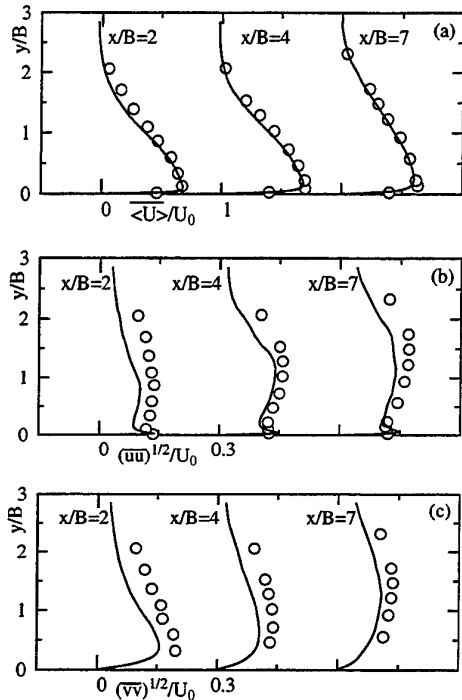 3
y/B
x/B=2
x/B=4
x/B=7
(a)
2
1
0
0
1
<U>/U0
3
y/B
x/B=2
x/B=4
x/B=7
(b)
2
1
0
0
0.3
(uu)^1/2/U0
3
y/B
x/B=2
x/B=4
x/B=7
(c)
2
1
0
0
0.3
(vv)^1/2/U0